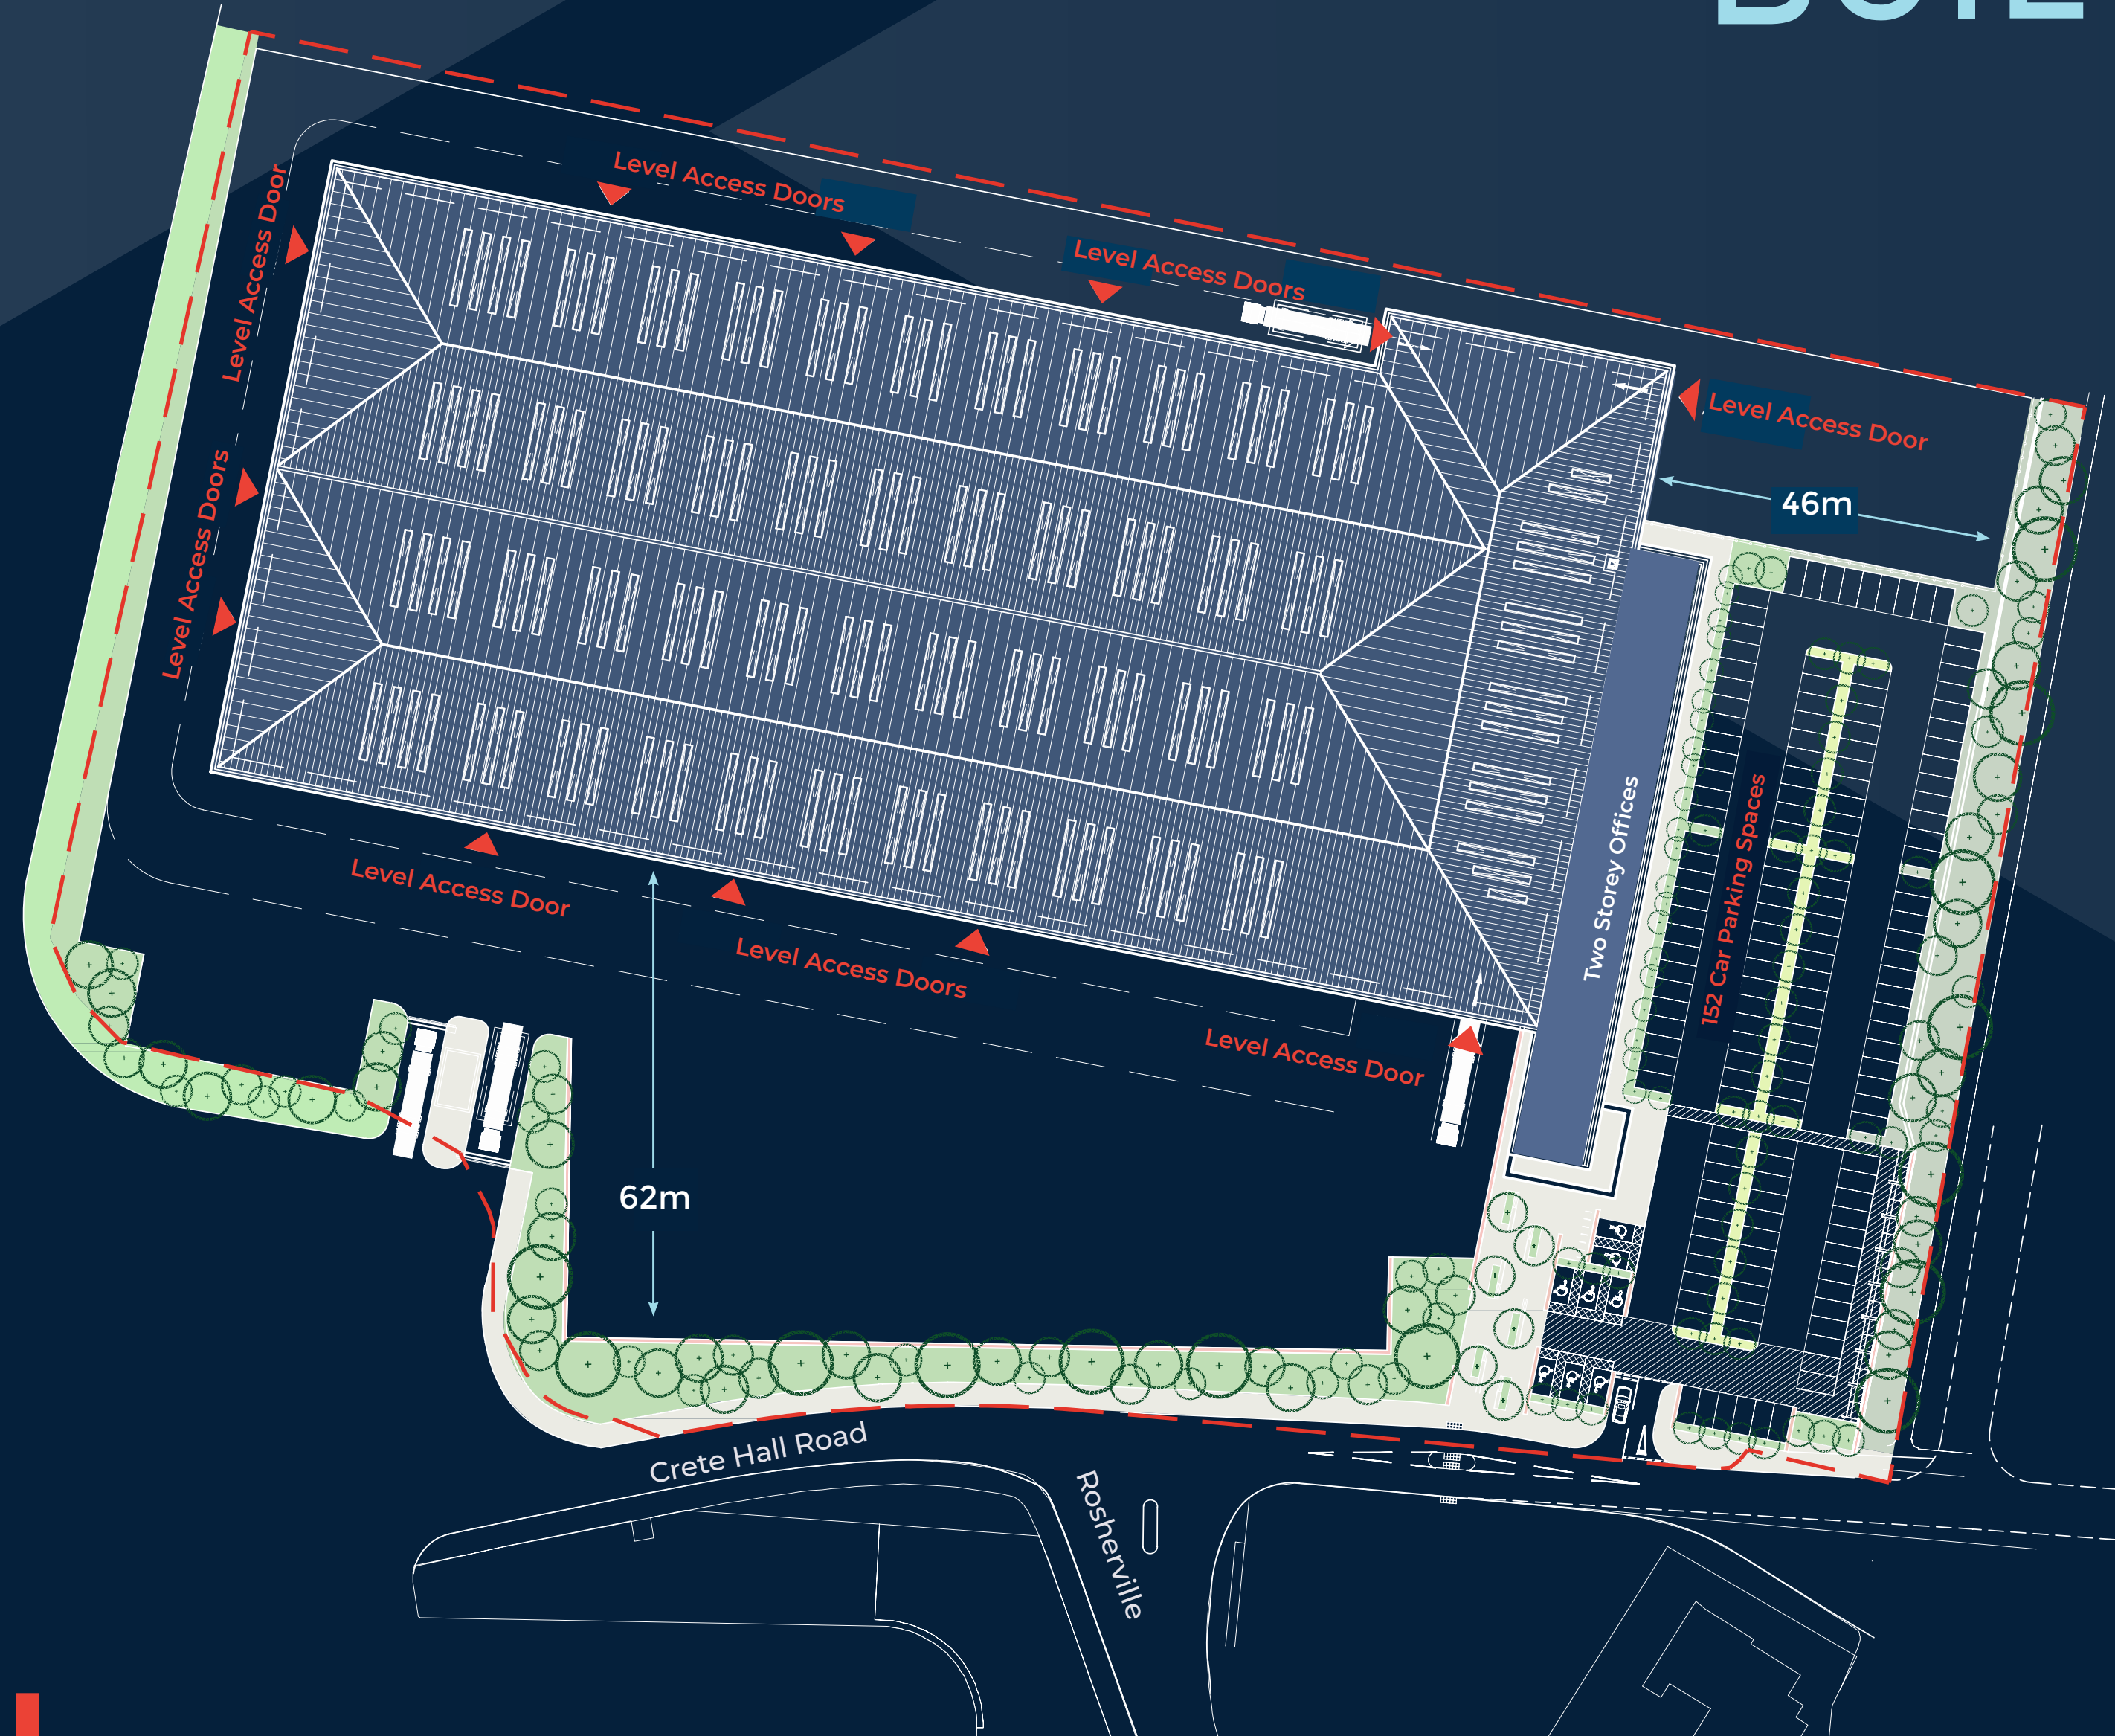 Level Access Doors
Level Access Door
Level Access Doors
Level Access Door
46m
Level Access Doors
Two Storey Offices
152 Car Parking Spaces
Level Access Door
Level Access Doors
Level Access Door
62m
Crete Hall Road
Rosherville